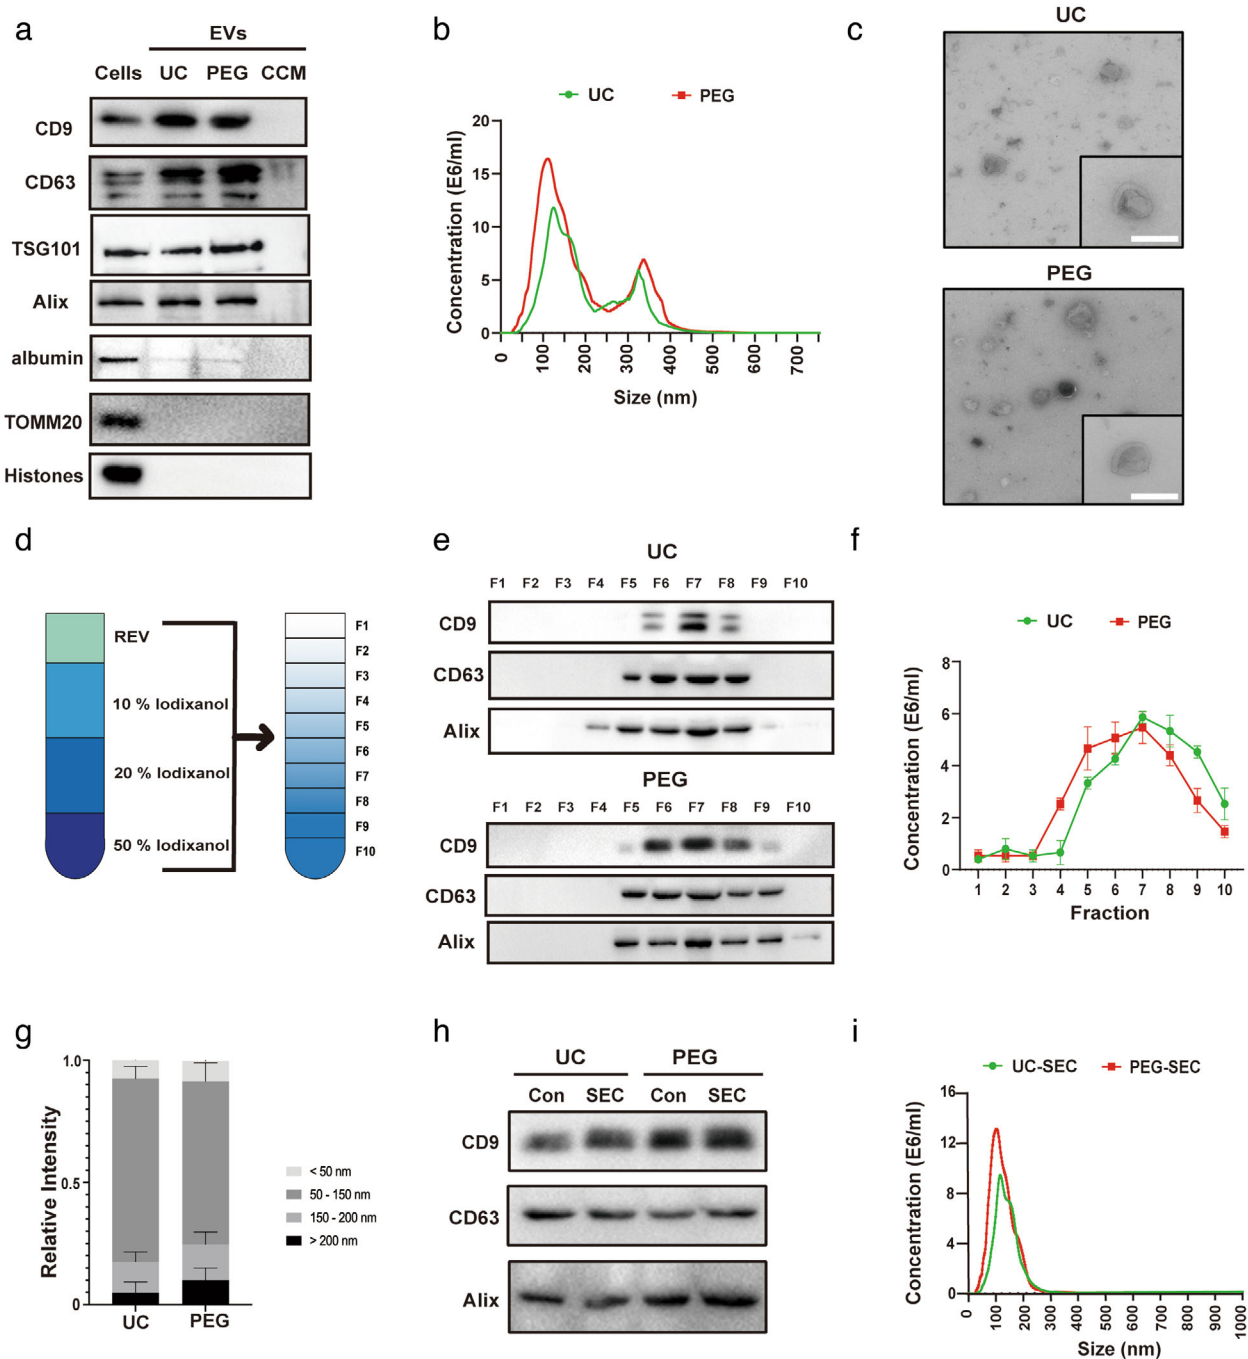 a
EVs
Cells UC PEG CCM
CD9
CD63
TSG101
Alix
albumin
TOMM20
Histones
b
UC PEG
Concentration (E6/ml)
20
15
10
5
0
0 100 200 300 400 500 600 700
Size (nm)
c
UC
PEG
d
REV
10 % Iodixanol
20 % Iodixanol
50 % Iodixanol
F1
F2
F3
F4
F5
F6
F7
F8
F9
F10
e
UC
F1 F2 F3 F4 F5 F6 F7 F8 F9 F10
CD9
CD63
Alix
PEG
F1 F2 F3 F4 F5 F6 F7 F8 F9 F10
CD9
CD63
Alix
f
UC PEG
Concentration (E6/ml)
8
6
4
2
0
1 2 3 4 5 6 7 8 9 10
Fraction
g
Relative Intensity
1.0
0.5
0
UC PEG
< 50 nm
50 - 150 nm
150 - 200 nm
> 200 nm
h
UC PEG
Con SEC Con SEC
CD9
CD63
Alix
i
UC-SEC PEG-SEC
Concentration (E6/ml)
16
12
8
4
0
0 100 200 300 400 500 600 700 800 900 1000
Size (nm)